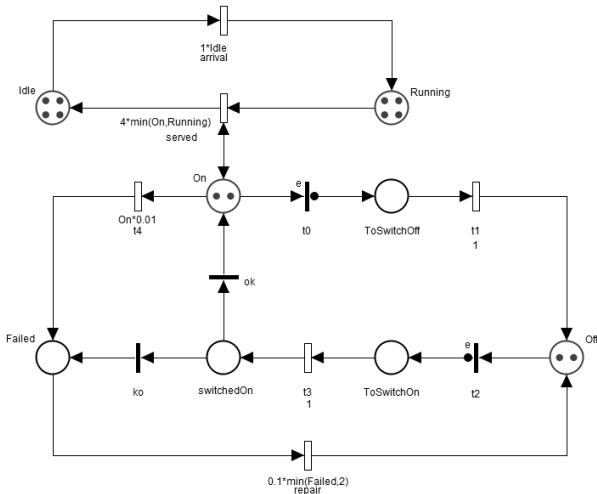 1*Idle
arrival
Idle
Running
4*min(On,Running)
served
On
e
On*0.01
t4
t0
ToSwitchOff
t1
1
ok
Failed
e
Off
ko
switchedOn
t3
1
ToSwitchOn
t2
0.1*min(Failed,2)
repair